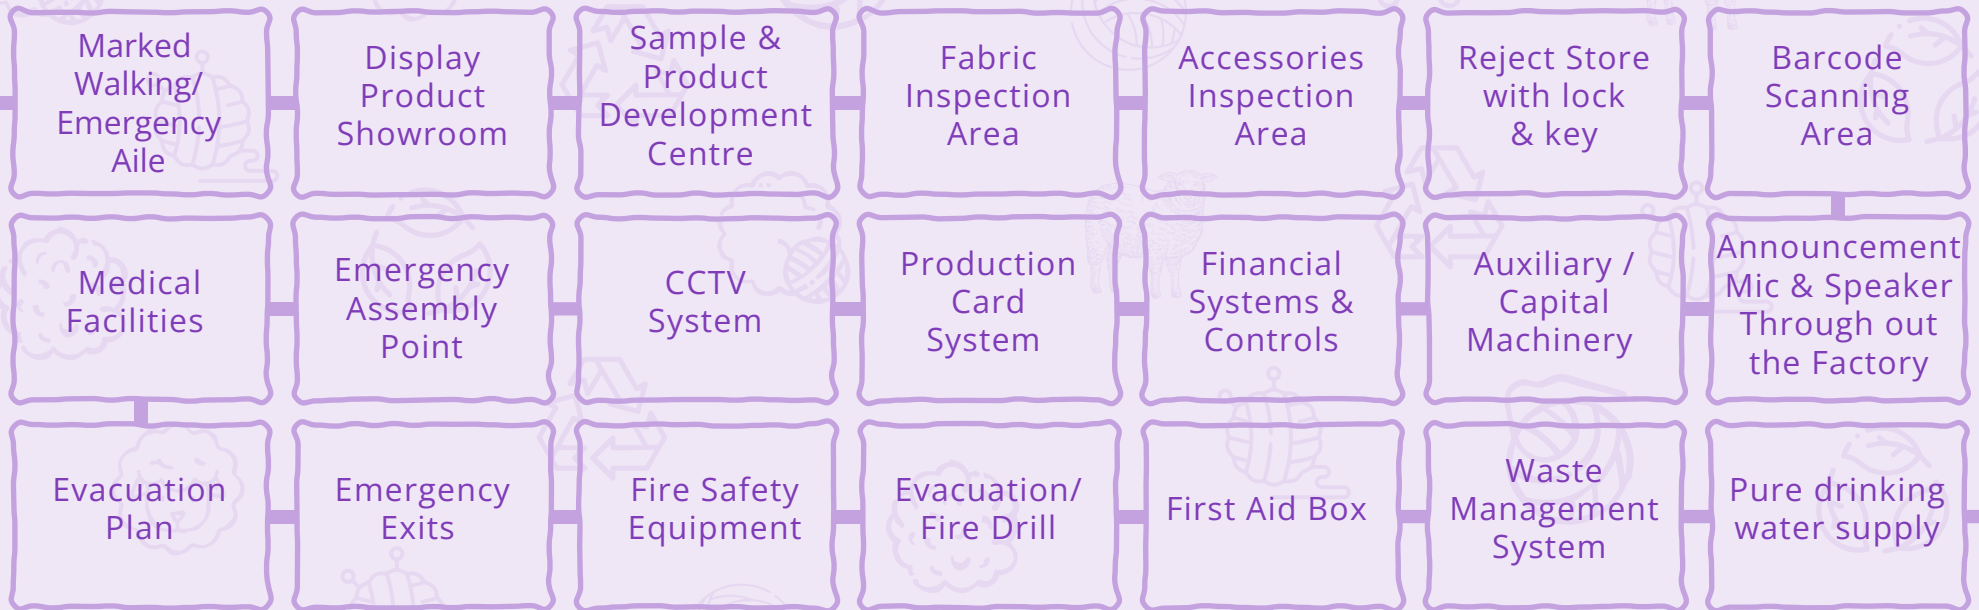 Marked
Walking/
Emergency
Aile
Display
Product
Showroom
Sample &
Product
Development
Centre
Fabric
Inspection
Area
Accessories
Inspection
Area
Reject Store
with lock
& key
Barcode
Scanning
Area
Medical
Facilities
Emergency
Assembly
Point
CCTV
System
Production
Card
System
Financial
Systems &
Controls
Auxiliary /
Capital
Machinery
Announcement
Mic & Speaker
Through out
the Factory
Evacuation
Plan
Emergency
Exits
Fire Safety
Equipment
Evacuation/
Fire Drill
First Aid Box
Waste
Management
System
Pure drinking
water supply